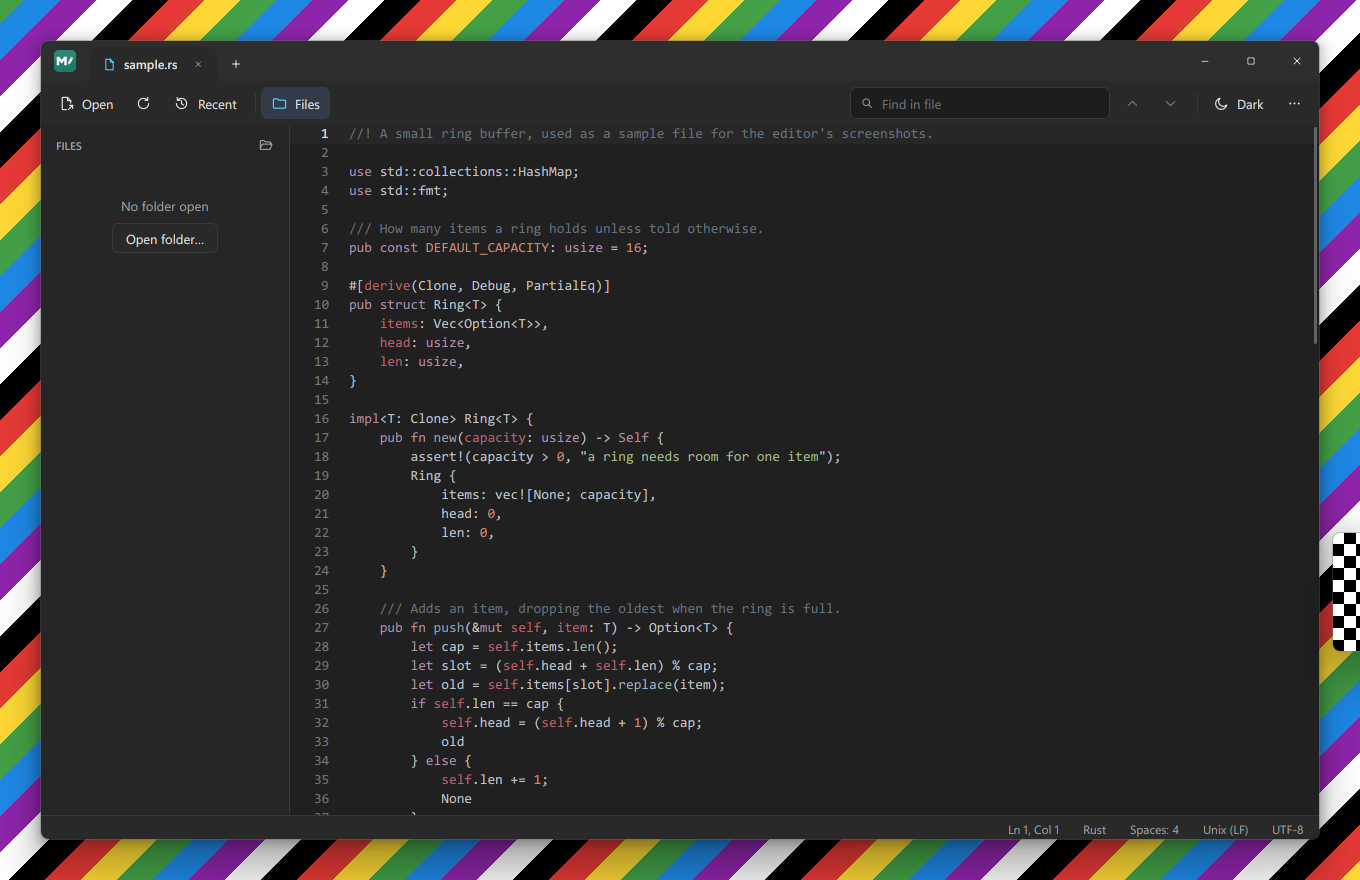 M/
sample.rs
Open
Recent
Files
Find in file
Dark
FILES
No folder open
Open folder...
1 //! A small ring buffer, used as a sample file for the editor's screenshots.
2
3 use std::collections::HashMap;
4 use std::fmt;
5
6 /// How many items a ring holds unless told otherwise.
7 pub const DEFAULT_CAPACITY: usize = 16;
8
9 #[derive(Clone, Debug, PartialEq)]
10 pub struct Ring<T> {
11     items: Vec<Option<T>>,
12     head: usize,
13     len: usize,
14 }
15
16 impl<T: Clone> Ring<T> {
17     pub fn new(capacity: usize) -> Self {
18         assert!(capacity > 0, "a ring needs room for one item");
19         Ring {
20             items: vec![None; capacity],
21             head: 0,
22             len: 0,
23         }
24     }
25
26     /// Adds an item, dropping the oldest when the ring is full.
27     pub fn push(&mut self, item: T) -> Option<T> {
28         let cap = self.items.len();
29         let slot = (self.head + self.len) % cap;
30         let old = self.items[slot].replace(item);
31         if self.len == cap {
32             self.head = (self.head + 1) % cap;
33             old
34         } else {
35             self.len += 1;
36             None
Ln 1, Col 1
Rust
Spaces: 4
Unix (LF)
UTF-8